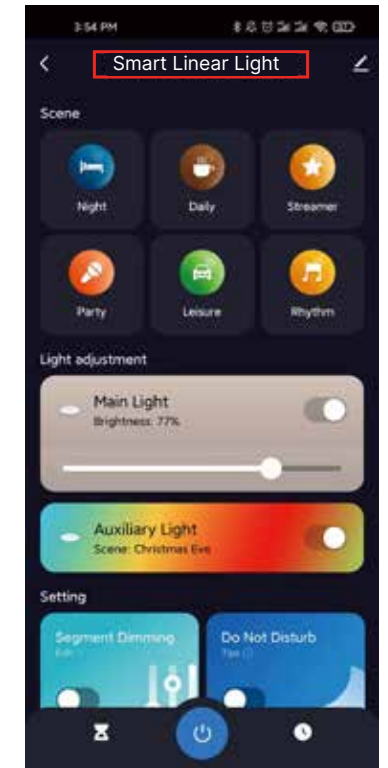 3:54 PM
Smart Linear Light
Scene
Night Daily Streamer
Party Leisure Rhythm
Light adjustment
Main Light
Brightness: 77%
Auxiliary Light
Scene: Christmas Eve
Setting
Segment Dimming Do Not Disturb
Edit Tips